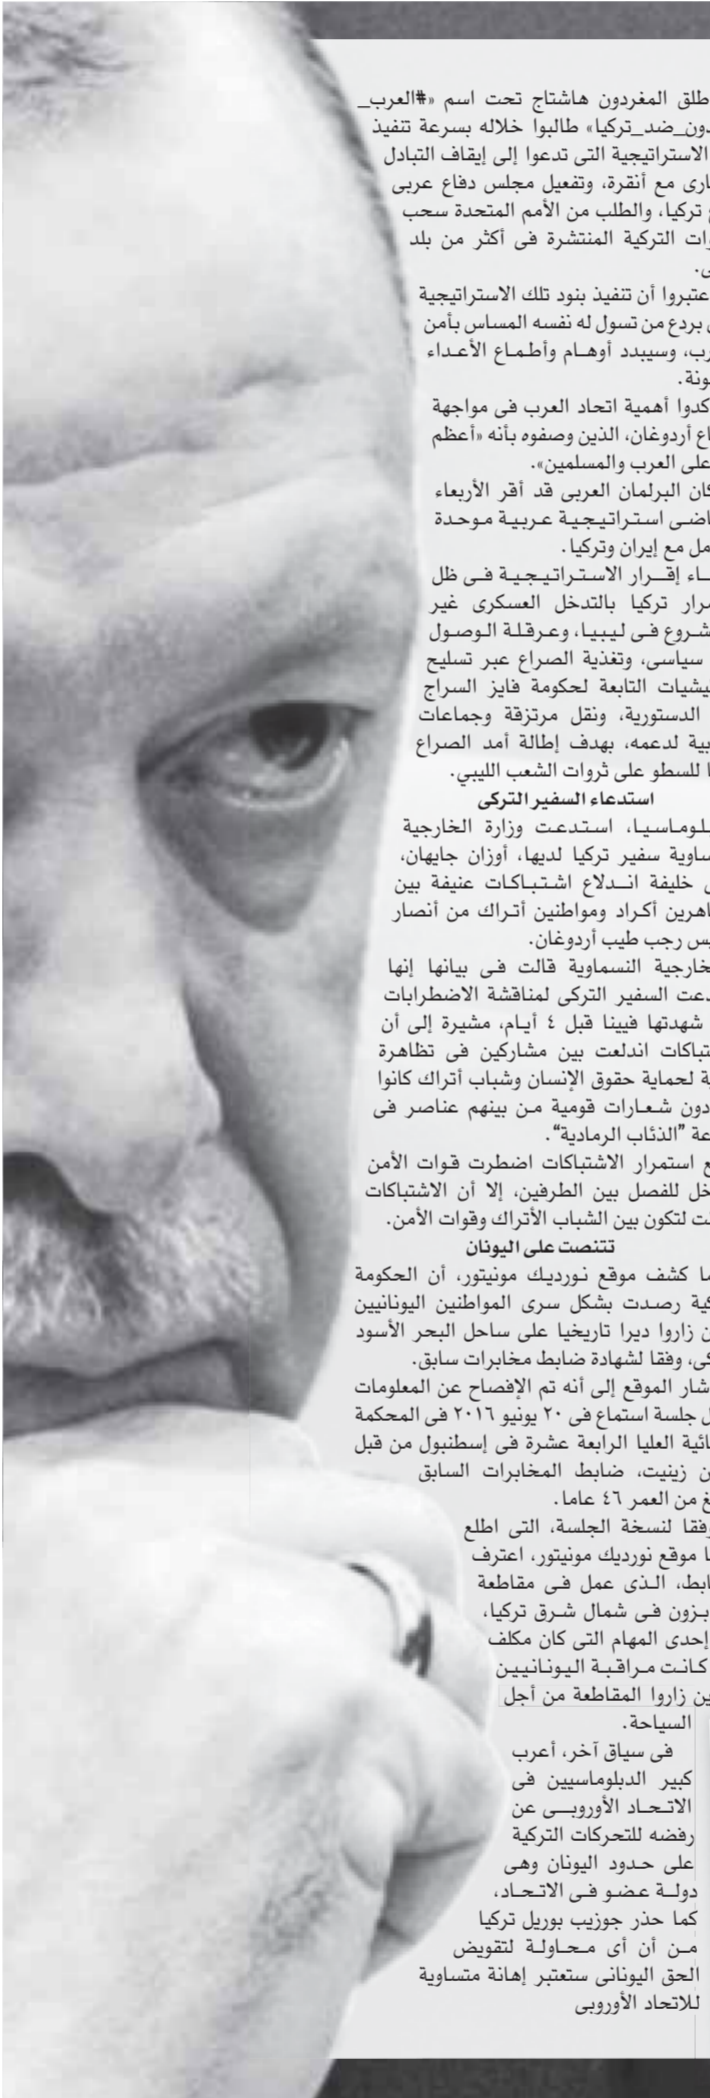 طلق المغردون هاشتاج تحت اسم «#العرب_
دون_ضد_تركيا» طالبوا خلاله بسرعة تنفيذ
الاستراتيجية التى تدعوا إلى إيقاف التبادل
ارى مع أنقرة، وتفعيل مجلس دفاع عربى
تركيا، والطلب من الأمم المتحدة سحب
وات التركية المنتشرة فى أكثر من بلد
ى.
عتبروا أن تنفيذ بنود تلك الاستراتيجية
بردع من تسول له نفسه المساس بأمن
رب، وسيبدد أوهام وأطماع الأعداء
ونة.
كدوا أهمية اتحاد العرب فى مواجهة
اع أردوغان، الذين وصفوه بأنه «أعظم
على العرب والمسلمين».
كان البرلمان العربى قد أقر الأربعاء
اضى استراتيجية عربية موحدة
امل مع إيران وتركيا.
ـاء إقرار الاستراتيجية فى ظل
مرار تركيا بالتدخل العسكرى غير
شروع فى ليبيا، وعرقلة الوصول
سياسى، وتغذية الصراع عبر تسليح
يشيات التابعة لحكومة فايز السراج
الدستورية، ونقل مرتزقة وجماعات
بية لدعمه، بهدف إطالة أمد الصراع
ا للسطو على ثروات الشعب الليبي.
استدعاء السفير التركى
لوماسيا، استدعت وزارة الخارجية
ساوية سفير تركيا لديها، أوزان جايهان،
ى خليفة اندلاع اشتباكات عنيفة بين
اهرين أكراد ومواطنين أتراك من أنصار
يس رجب طيب أردوغان.
خارجية النسماوية قالت فى بيانها إنها
دعت السفير التركى لمناقشة الاضطرابات
شهدتها فيينا قبل ٤ أيام، مشيرة إلى أن
تباكات اندلعت بين مشاركين فى تظاهرة
ية لحماية حقوق الإنسان وشباب أتراك كانوا
ددون شعارات قومية من بينهم عناصر فى
عة "الذئاب الرمادية".
ع استمرار الاشتباكات اضطرت قوات الأمن
خل للفصل بين الطرفين، إلا أن الاشتباكات
ت لتكون بين الشباب الأتراك وقوات الأمن.
تتنصت على اليونان
ما كشف موقع نورديك مونيتور، أن الحكومة
كية رصدت بشكل سرى المواطنين اليونانيين
ن زاروا ديرا تاريخيا على ساحل البحر الأسود
كى، وفقا لشهادة ضابط مخابرات سابق.
شار الموقع إلى أنه تم الإفصاح عن المعلومات
ل جلسة استماع فى ٢٠ يونيو ٢٠١٦ فى المحكمة
ائية العليا الرابعة عشرة فى إسطنبول من قبل
ن زينيت، ضابط المخابرات السابق
غ من العمر ٤٦ عاما.
وفقا لنسخة الجلسة، التى اطلع
ا موقع نورديك مونيتور، اعترف
ابط، الذى عمل فى مقاطعة
بزون فى شمال شرق تركيا،
إحدى المهام التى كان مكلف
كانت مراقبة اليونانيين
ين زاروا المقاطعة من أجل
السياحة.
فى سياق آخر، أعرب
كبير الدبلوماسيين فى
الاتحاد الأوروبى عن
رفضه للتحركات التركية
على حدود اليونان وهى
دولة عضو فى الاتحاد،
كما حذر جوزيب بوريل تركيا
من أن أى محاولة لتقويض
الحق اليونانى ستعتبر إهانة متساوية
للاتحاد الأوروبى